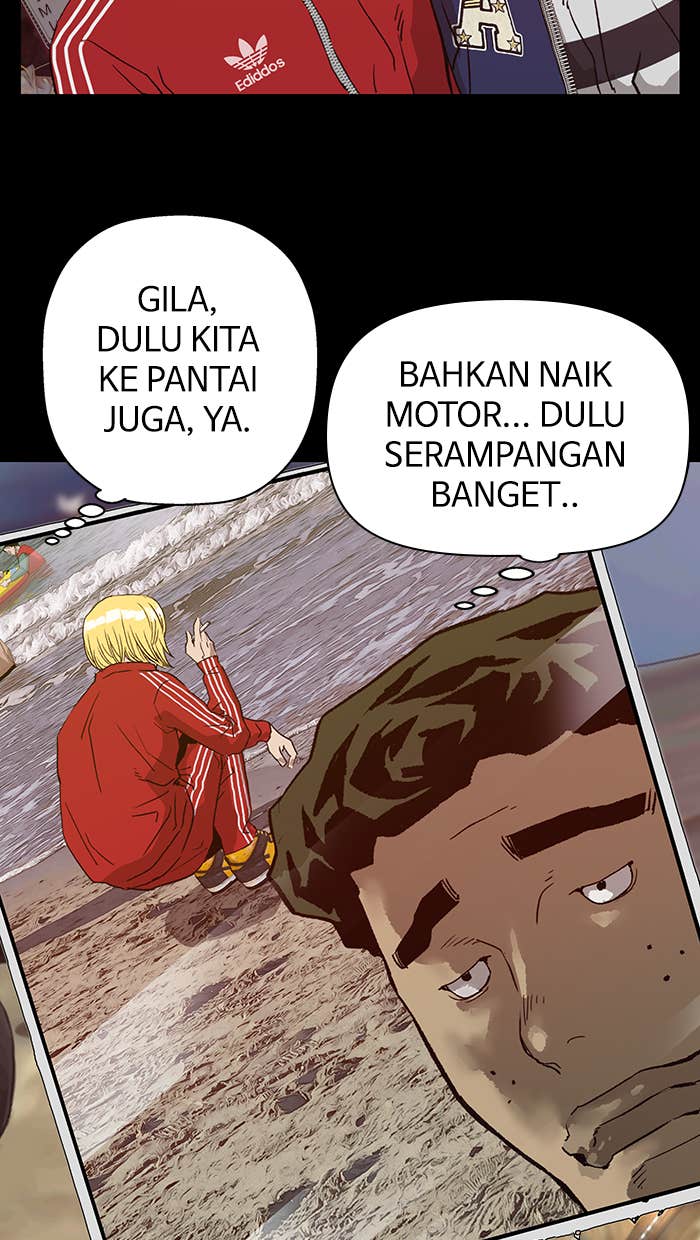 M
Ediddos
A
GILA,
DULU KITA
KE PANTAI
JUGA, YA.
BAHKAN NAIK
MOTOR... DULU
SERAMPANGAN
BANGET..